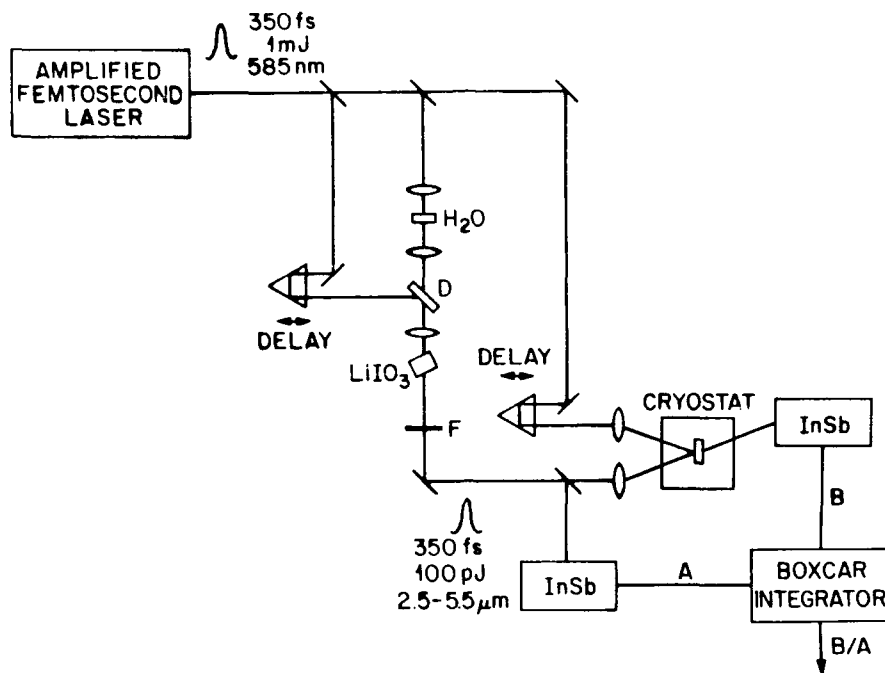 350 fs
1 mJ
585 nm
AMPLIFIED
FEMTOSECOND
LASER
H₂O
D
DELAY
LiIO₃
DELAY
F
CRYOSTAT
InSb
B
350 fs
100 pJ
2.5-5.5 μm
InSb
A
BOXCAR
INTEGRATOR
B/A